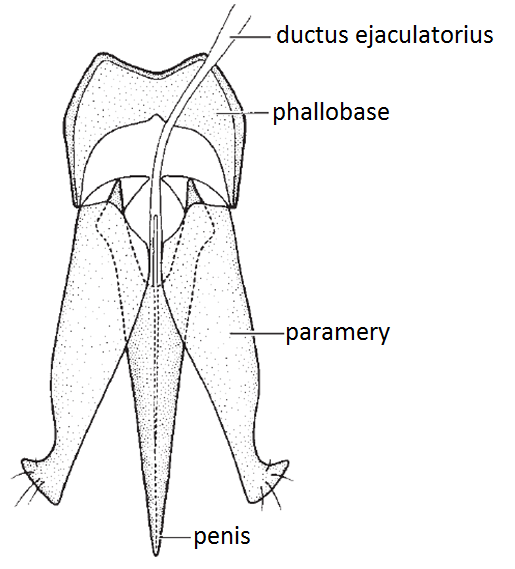 ductus ejaculatorius
phallobase
paramery
penis